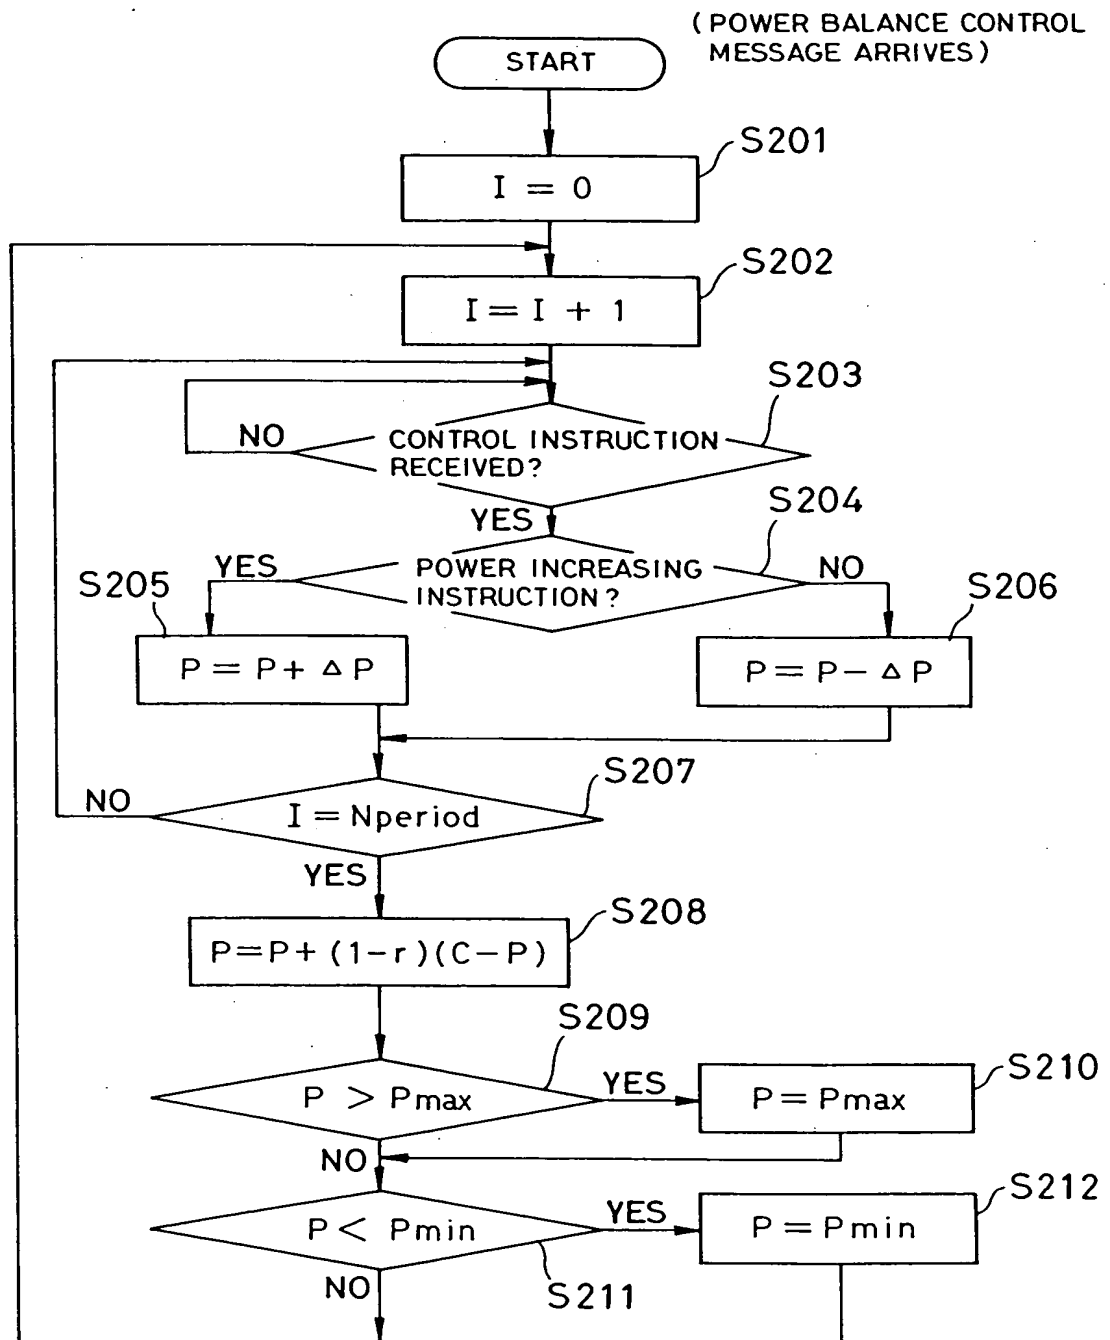 (POWER BALANCE CONTROL
MESSAGE ARRIVES)
START
S201
I = 0
S202
I = I + 1
S203
NO
CONTROL INSTRUCTION
RECEIVED?
YES
S204
YES
POWER INCREASING
INSTRUCTION?
NO
S205
S206
P = P + △P
P = P − △P
S207
NO
I = Nperiod
YES
S208
P=P+(1-r)(C-P)
S209
P > Pmax
YES
S210
P = Pmax
NO
P < Pmin
YES
S212
P = Pmin
NO
S211